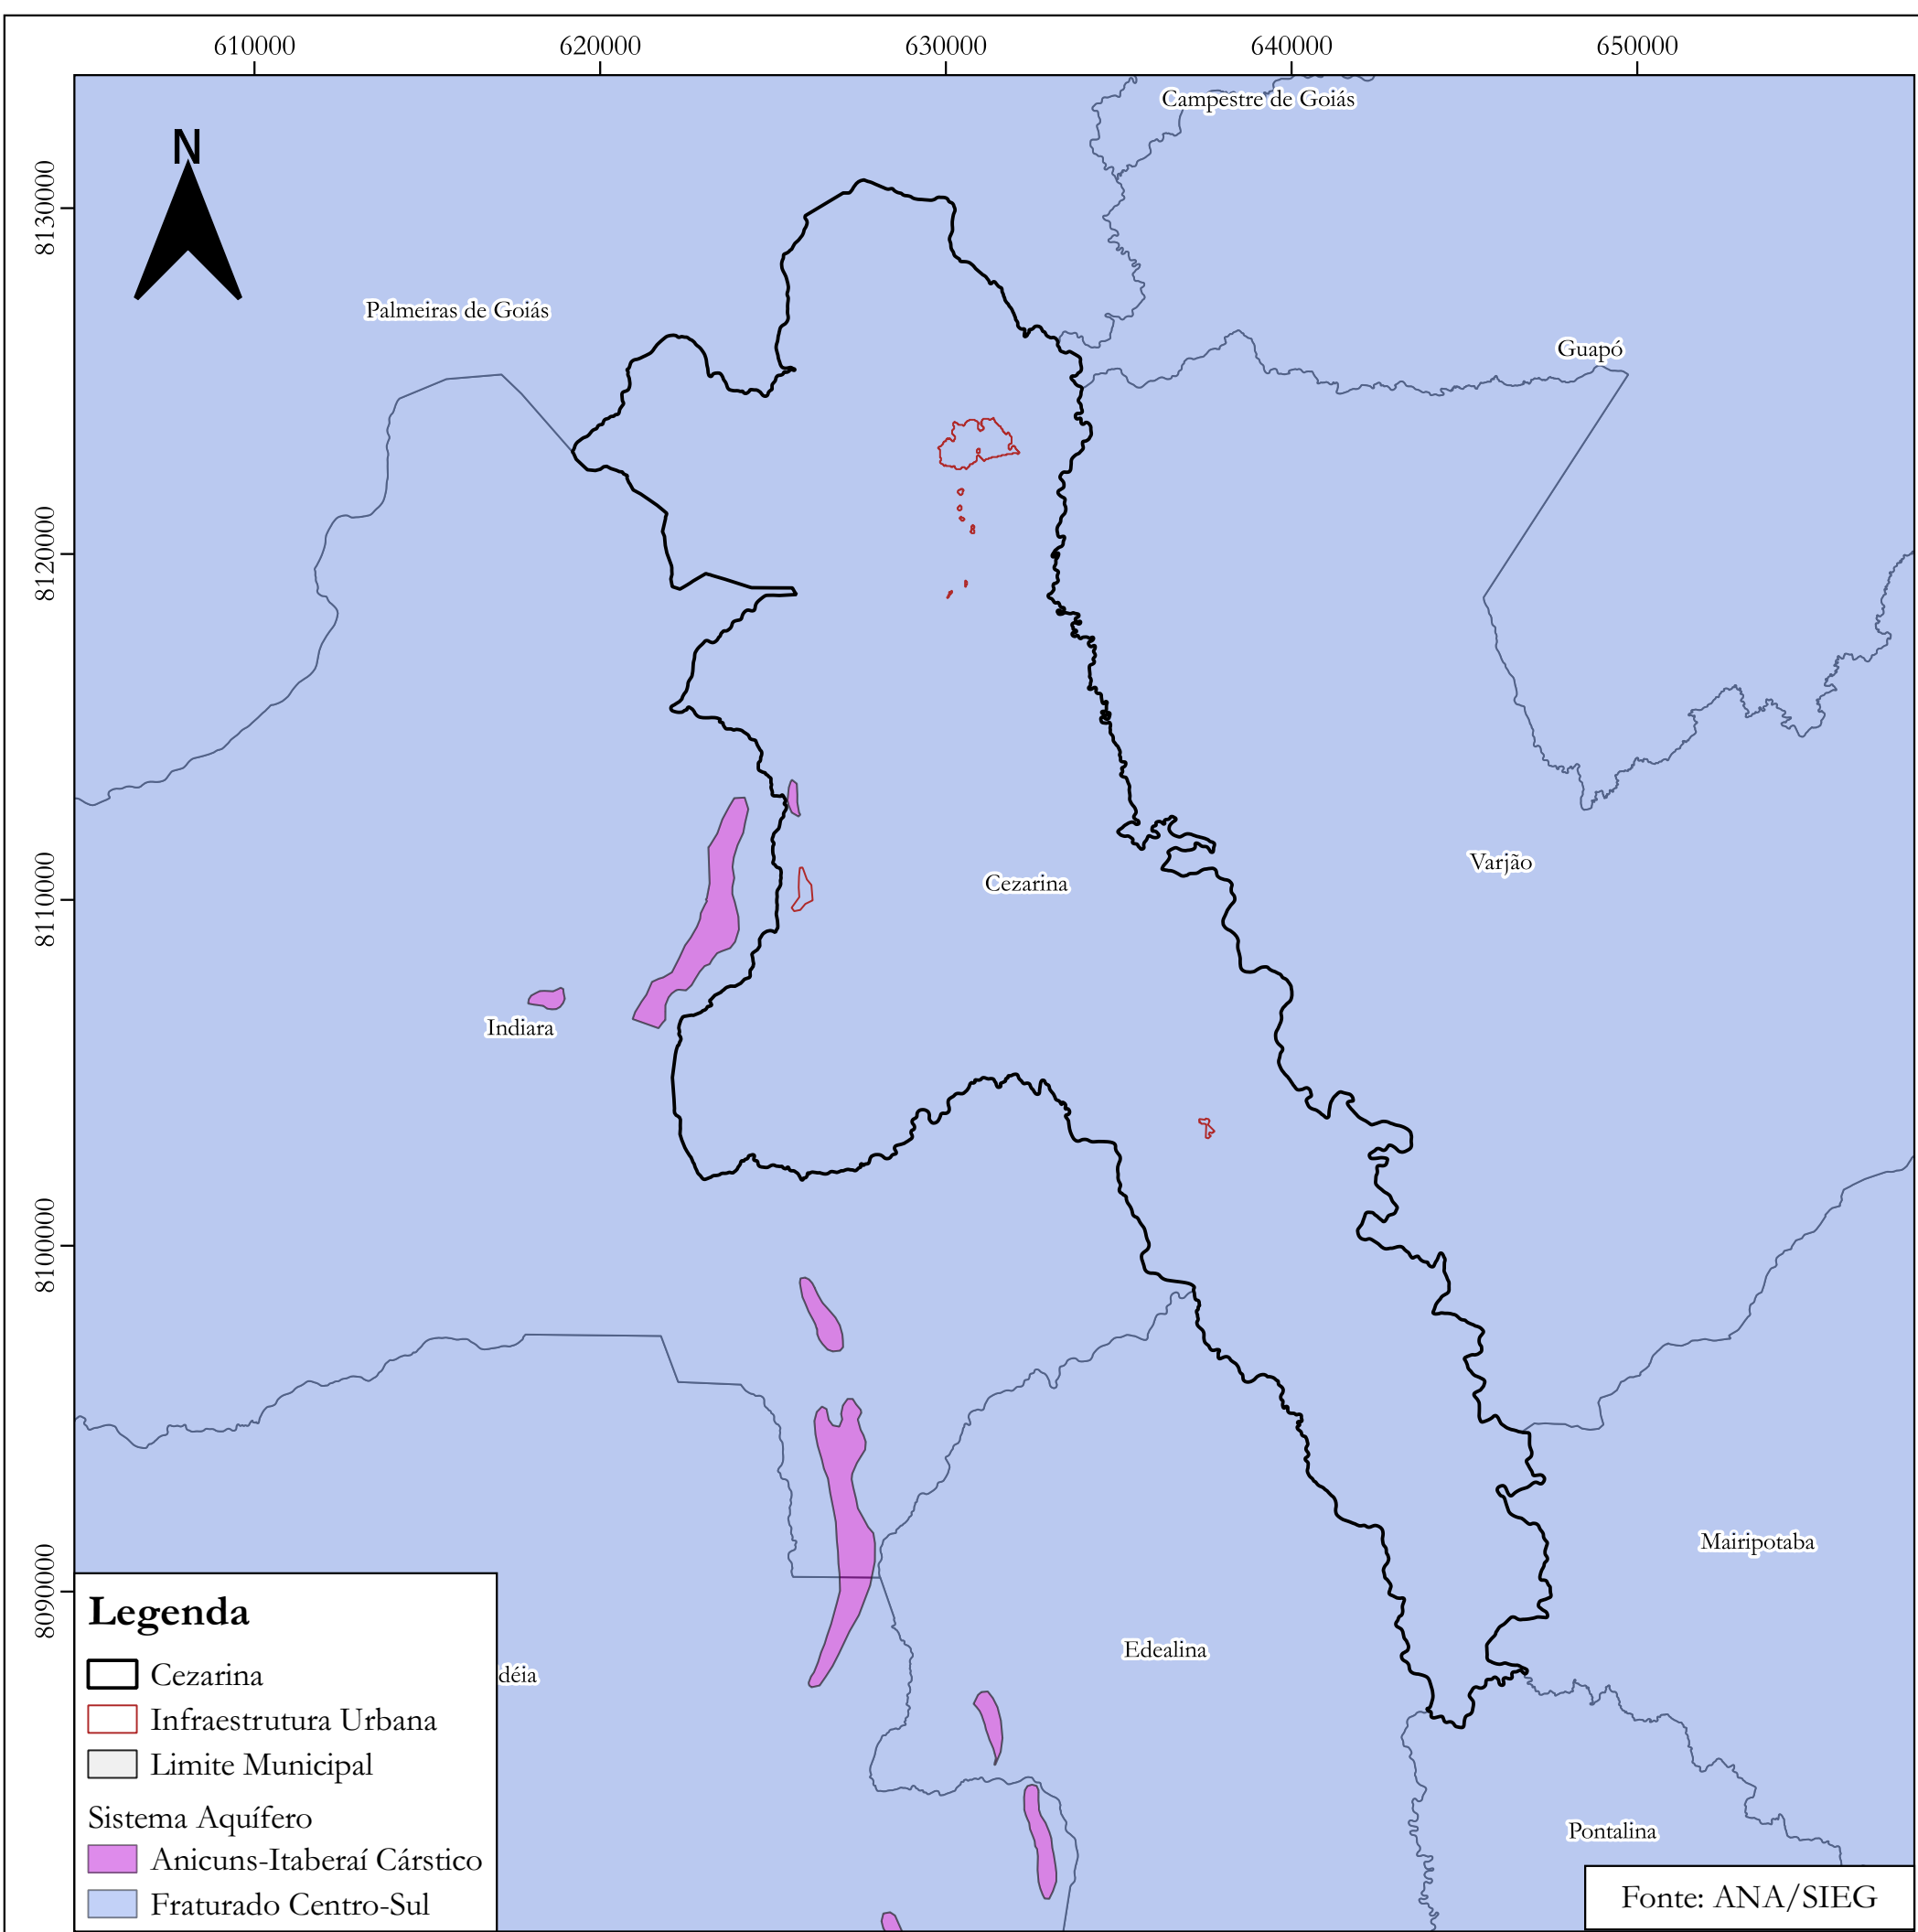 610000 620000 630000 640000 650000
Campestre de Goiás
N
8130000
Palmeiras de Goiás
Guapó
8120000
Varjão
Cezarina
8110000
Indiara
8100000
Mairipotaba
8090000
Edealina
déia
Pontalina
Legenda
Cezarina
Infraestrutura Urbana
Limite Municipal
Sistema Aquífero
Anicuns-Itaberaí Cárstico
Fraturado Centro-Sul
Fonte: ANA/SIEG